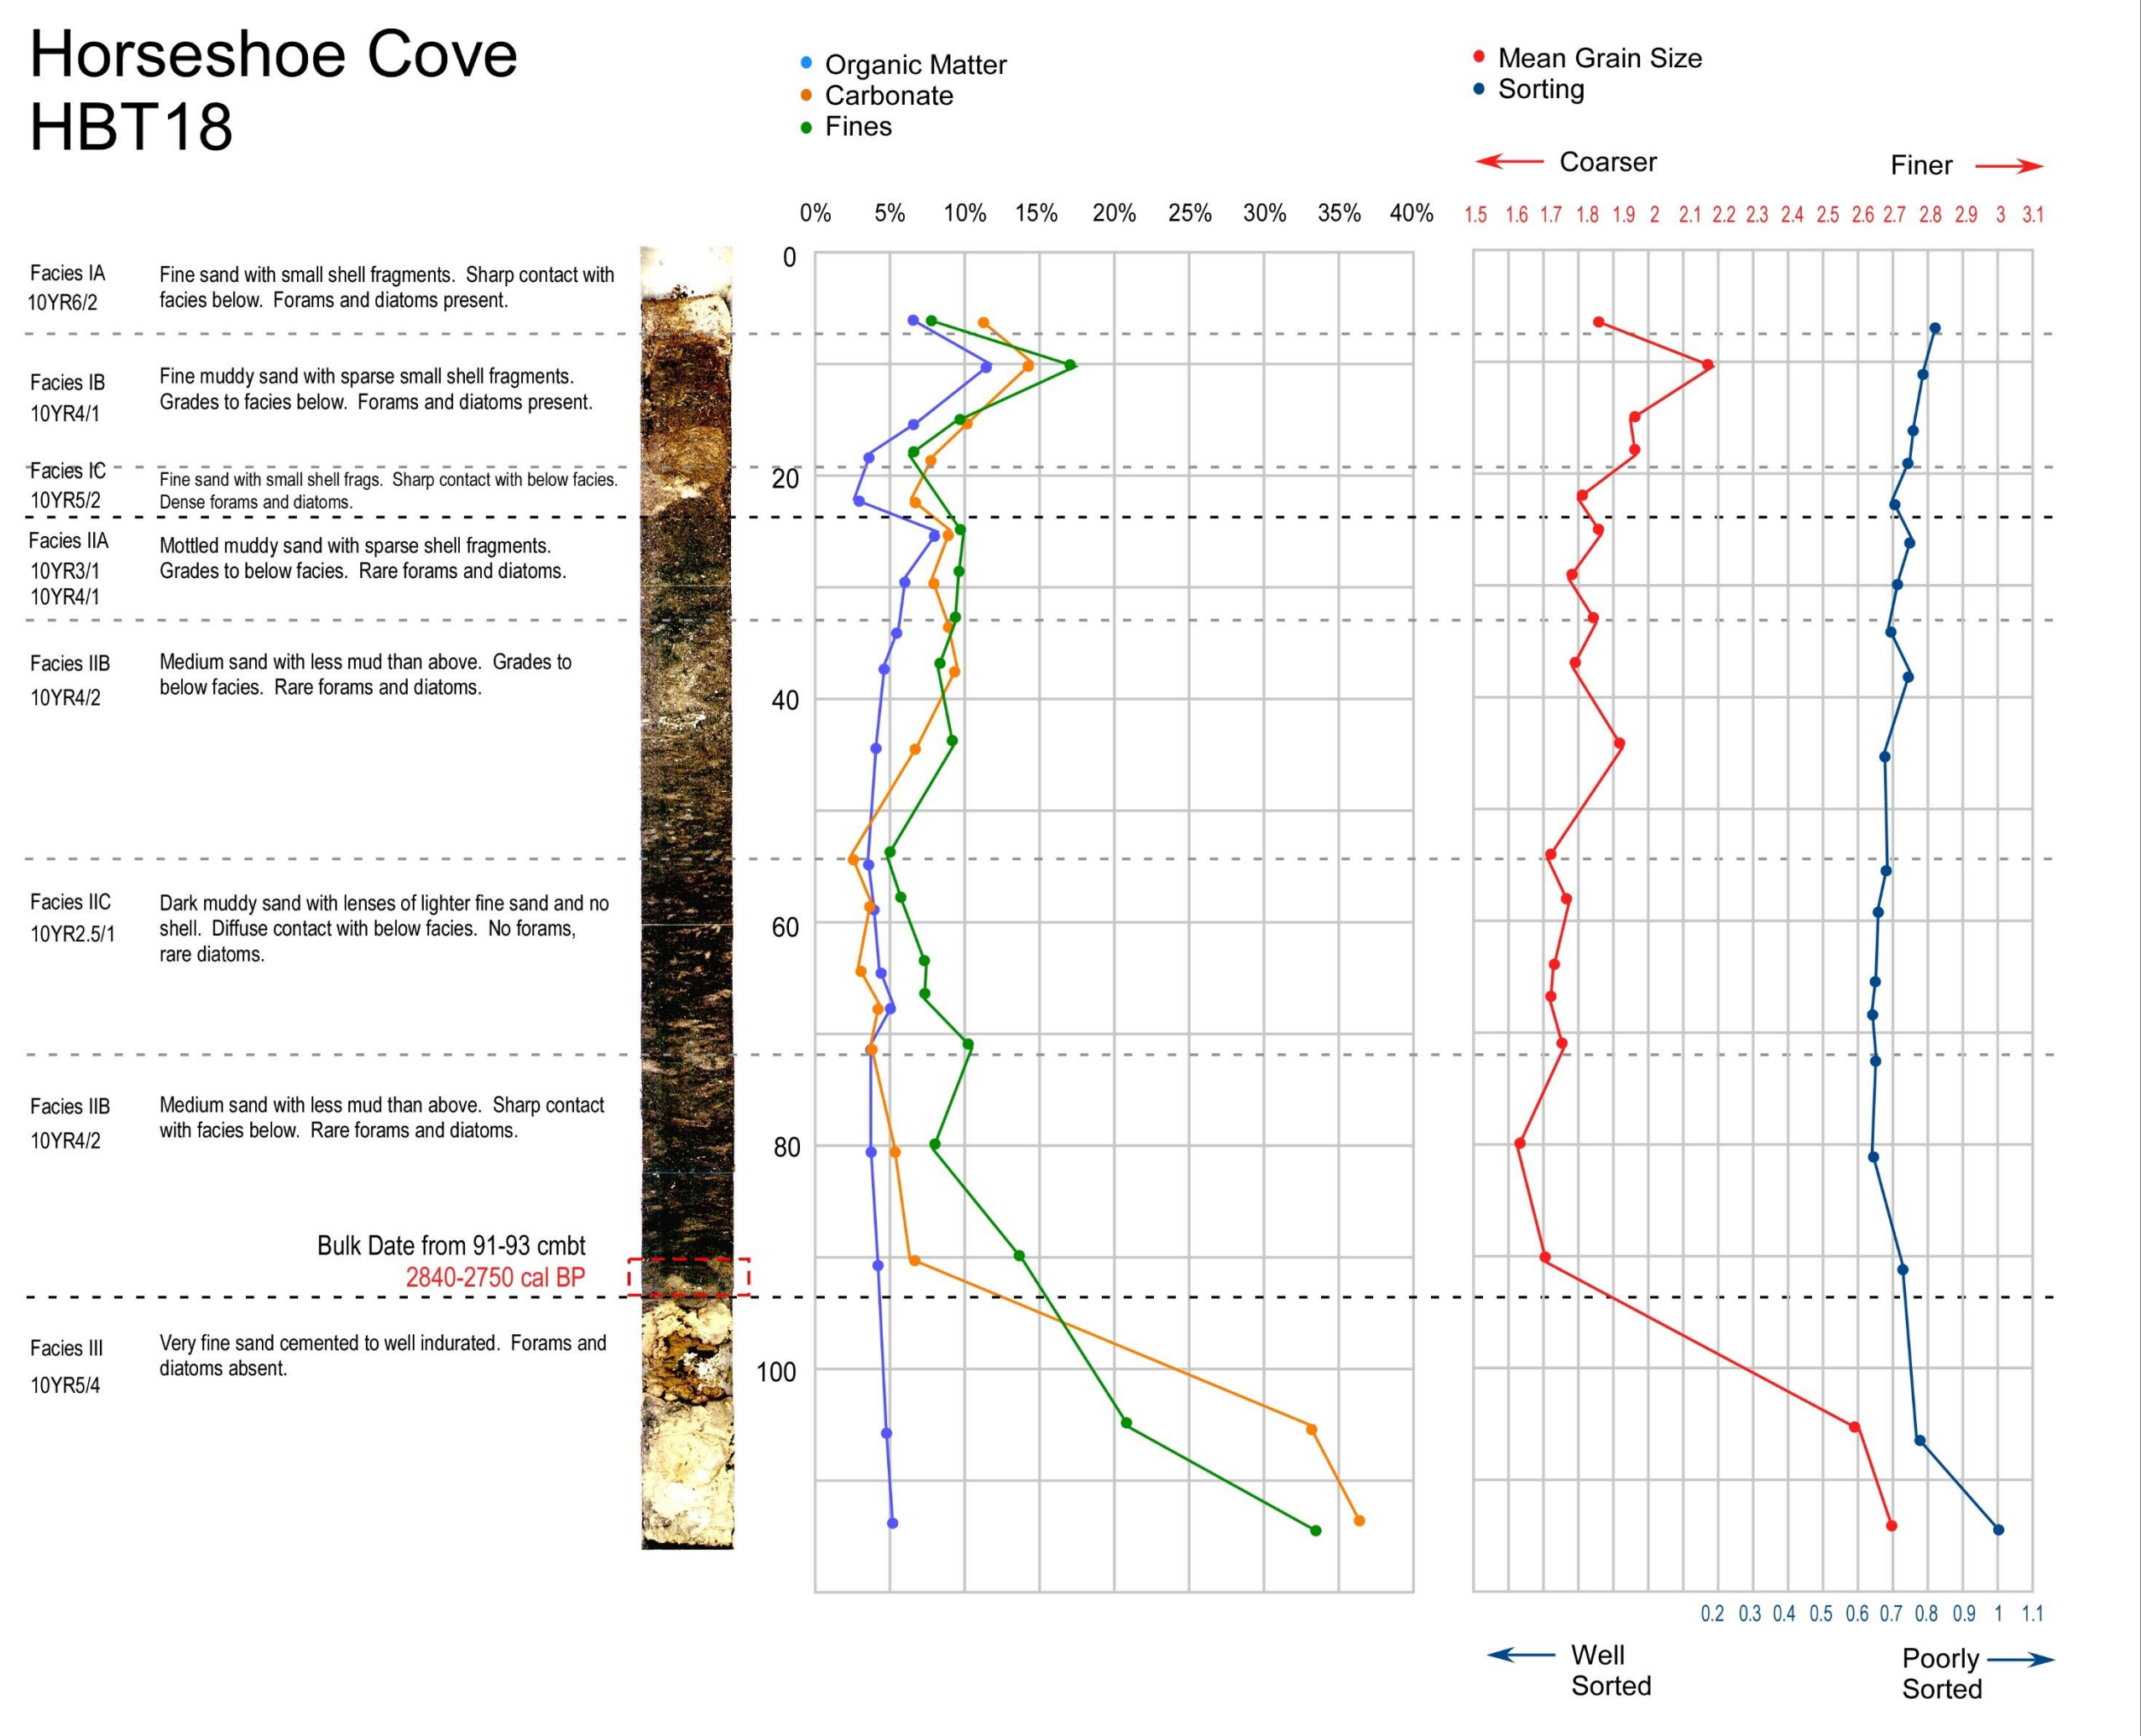 Horseshoe Cove
HBT18
Organic Matter
Carbonate
Fines
Mean Grain Size
Sorting
Coarser
Finer
0% 5% 10% 15% 20% 25% 30% 35% 40%
1.5 1.6 1.7 1.8 1.9 2 2.1 2.2 2.3 2.4 2.5 2.6 2.7 2.8 2.9 3 3.1
0
20
40
60
80
100
Facies IA
10YR6/2
Fine sand with small shell fragments. Sharp contact with
facies below. Forams and diatoms present.
Facies IB
10YR4/1
Fine muddy sand with sparse small shell fragments.
Grades to facies below. Forams and diatoms present.
Facies IC
10YR5/2
Fine sand with small shell frags. Sharp contact with below facies.
Dense forams and diatoms.
Facies IIA
10YR3/1
10YR4/1
Mottled muddy sand with sparse shell fragments.
Grades to below facies. Rare forams and diatoms.
Facies IIB
10YR4/2
Medium sand with less mud than above. Grades to
below facies. Rare forams and diatoms.
Facies IIC
10YR2.5/1
Dark muddy sand with lenses of lighter fine sand and no
shell. Diffuse contact with below facies. No forams,
rare diatoms.
Facies IIB
10YR4/2
Medium sand with less mud than above. Sharp contact
with facies below. Rare forams and diatoms.
Bulk Date from 91-93 cmbt
2840-2750 cal BP
Facies III
10YR5/4
Very fine sand cemented to well indurated. Forams and
diatoms absent.
0.2 0.3 0.4 0.5 0.6 0.7 0.8 0.9 1 1.1
Well
Sorted
Poorly
Sorted